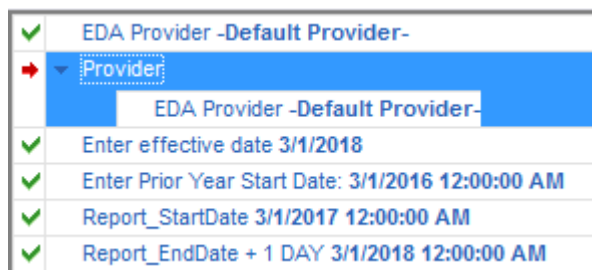 EDA Provider -Default Provider-
Provider
EDA Provider -Default Provider-
Enter effective date 3/1/2018
Enter Prior Year Start Date: 3/1/2016 12:00:00 AM
Report_StartDate 3/1/2017 12:00:00 AM
Report_EndDate + 1 DAY 3/1/2018 12:00:00 AM